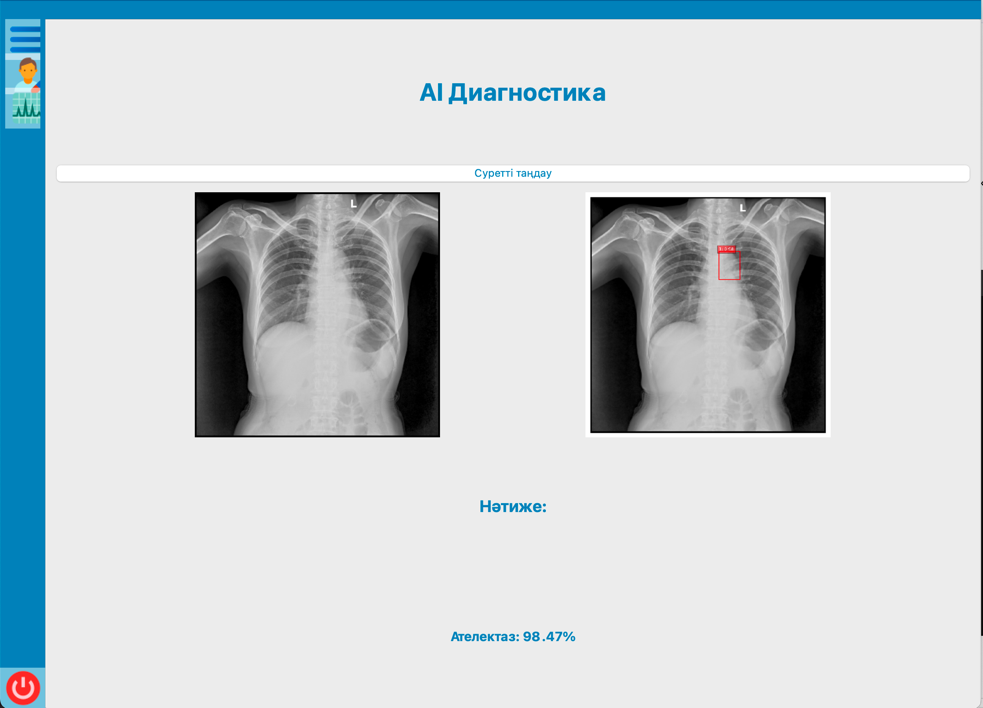 AI Диагностика
Суретті таңдау
L
L
Нәтиже:
Ателектаз: 98.47%